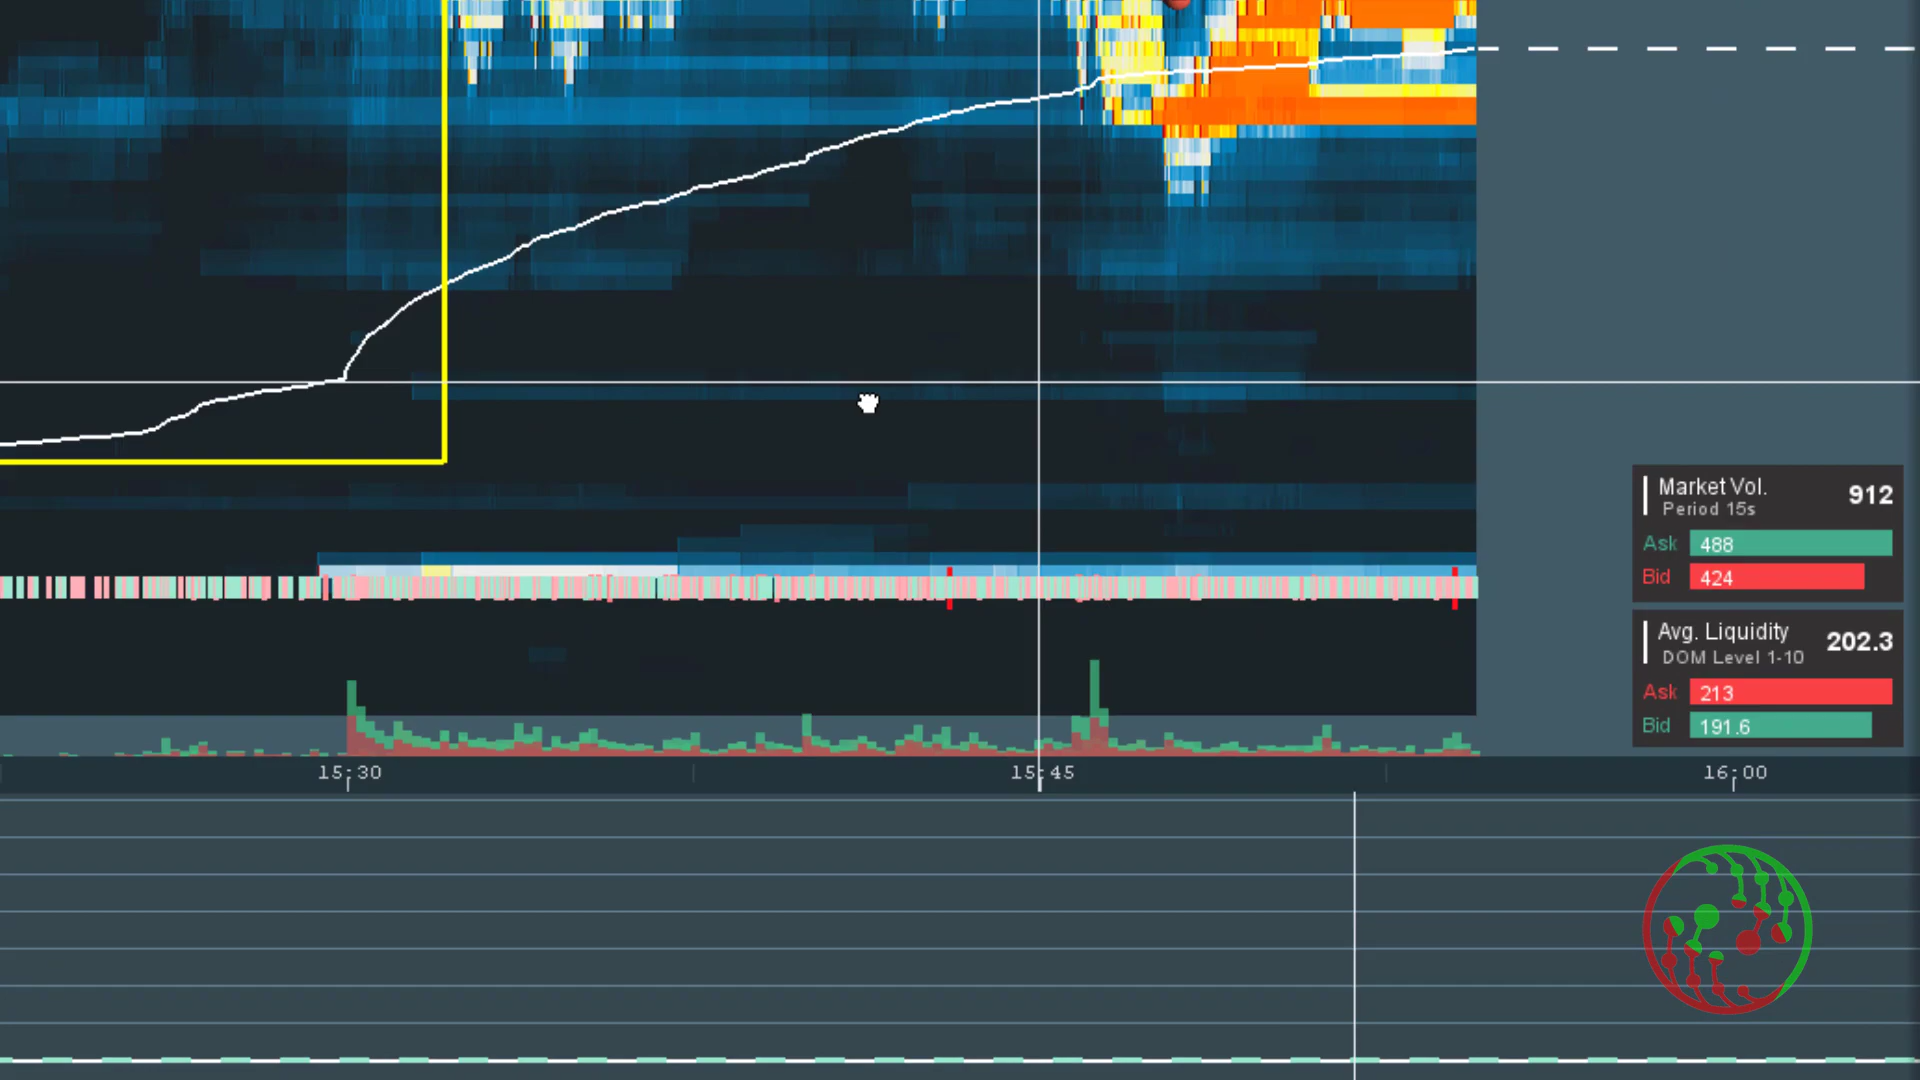 Market Vol. 912
Period 15s
Ask 488
Bid 424
Avg. Liquidity 202.3
DOM Level 1-10
Ask 213
Bid 191.6
15:30 15:45 16:00